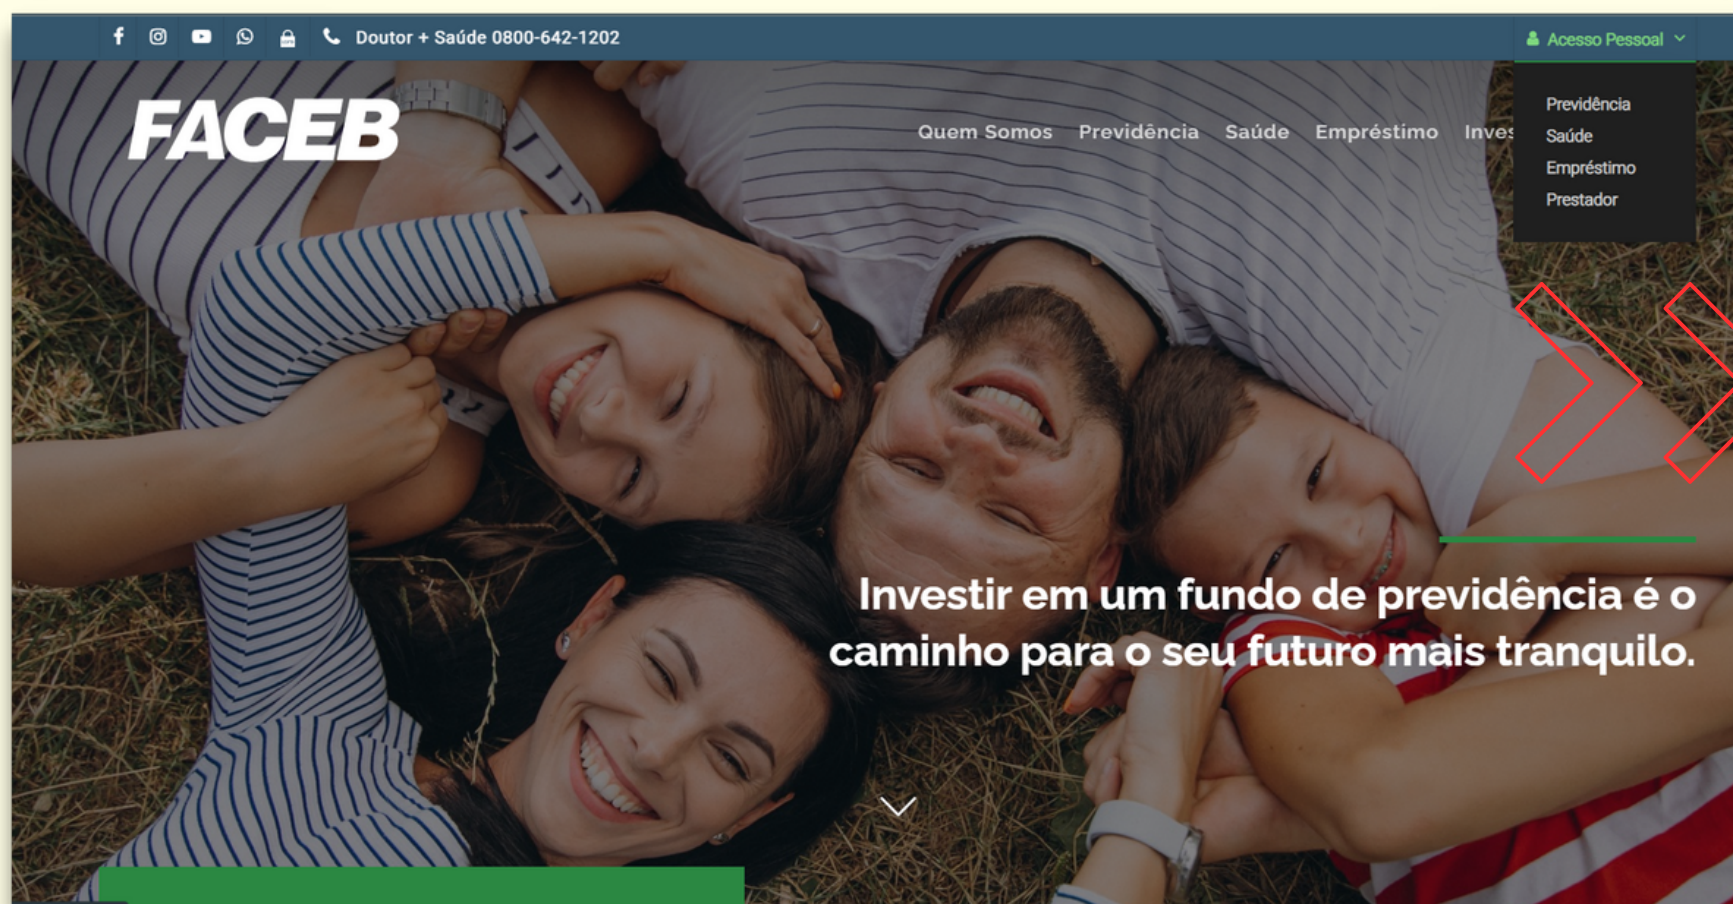 Doutor + Saúde 0800-642-1202
Acesso Pessoal
FACEB
Quem Somos Previdência Saúde Empréstimo Inves
Previdência
Saúde
Empréstimo
Prestador
Investir em um fundo de previdência é o
caminho para o seu futuro mais tranquilo.